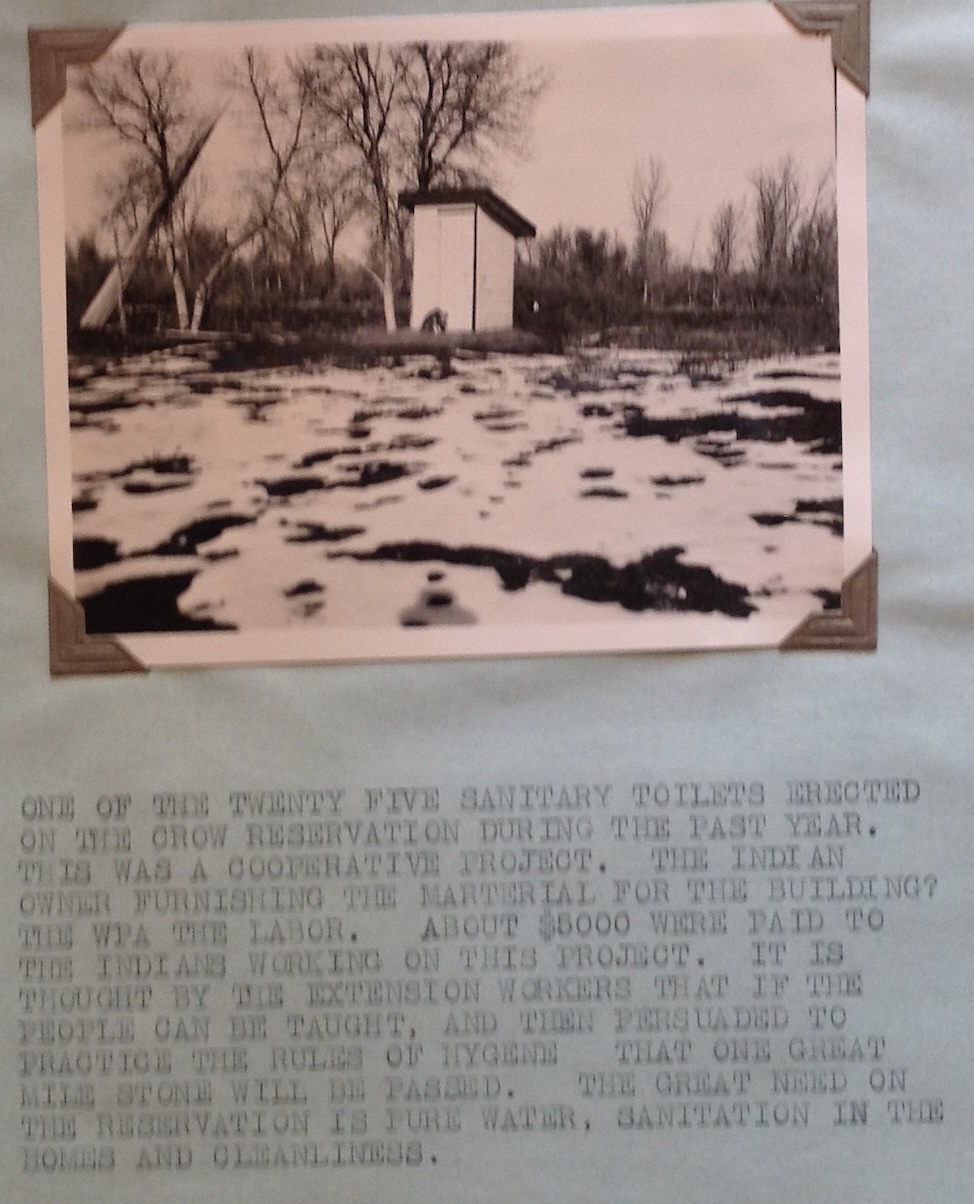 ONE OF THE TWENTY FIVE SANITARY TOILETS ERECTED
ON THE CROW RESERVATION DURING THE PAST YEAR.
THIS WAS A COOPERATIVE PROJECT. THE INDIAN
OWNER FURNISHING THE MARTERIAL FOR THE BUILDING?
THE WPA THE LABOR. ABOUT $5000 WERE PAID TO
THE INDIANS WORKING ON THIS PROJECT. IT IS
THOUGHT BY THE EXTENSION WORKERS THAT IF THE
PEOPLE CAN BE TAUGHT, AND THEN PERSUADED TO
PRACTICE THE RULES OF HYGENE THAT ONE GREAT
MILE STONE WILL BE PASSED. THE GREAT NEED ON
THE RESERVATION IS PURE WATER, SANITATION IN THE
HOMES AND CLEANLINESS.